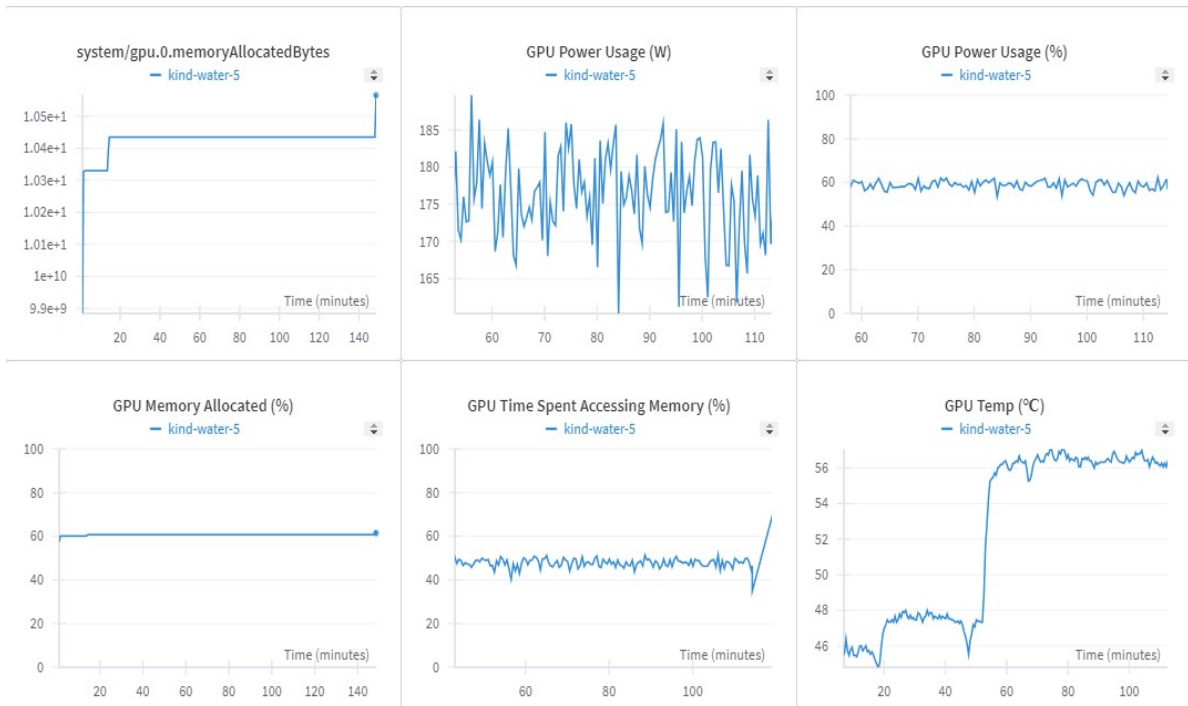 system/gpu.0.memoryAllocatedBytes
kind-water-5
1.05e+1
1.04e+1
1.03e+1
1.02e+1
1.01e+1
1e+10
9.9e+9
Time (minutes)
20 40 60 80 100 120 140
GPU Power Usage (W)
kind-water-5
185
180
175
170
165
Time (minutes)
60 70 80 90 100 110
GPU Power Usage (%)
kind-water-5
100
80
60
40
20
0
Time (minutes)
60 70 80 90 100 110
GPU Memory Allocated (%)
kind-water-5
100
80
60
40
20
0
Time (minutes)
20 40 60 80 100 120 140
GPU Time Spent Accessing Memory (%)
kind-water-5
100
80
60
40
20
0
Time (minutes)
60 80 100
GPU Temp (℃)
kind-water-5
56
54
52
50
48
46
Time (minutes)
20 40 60 80 100